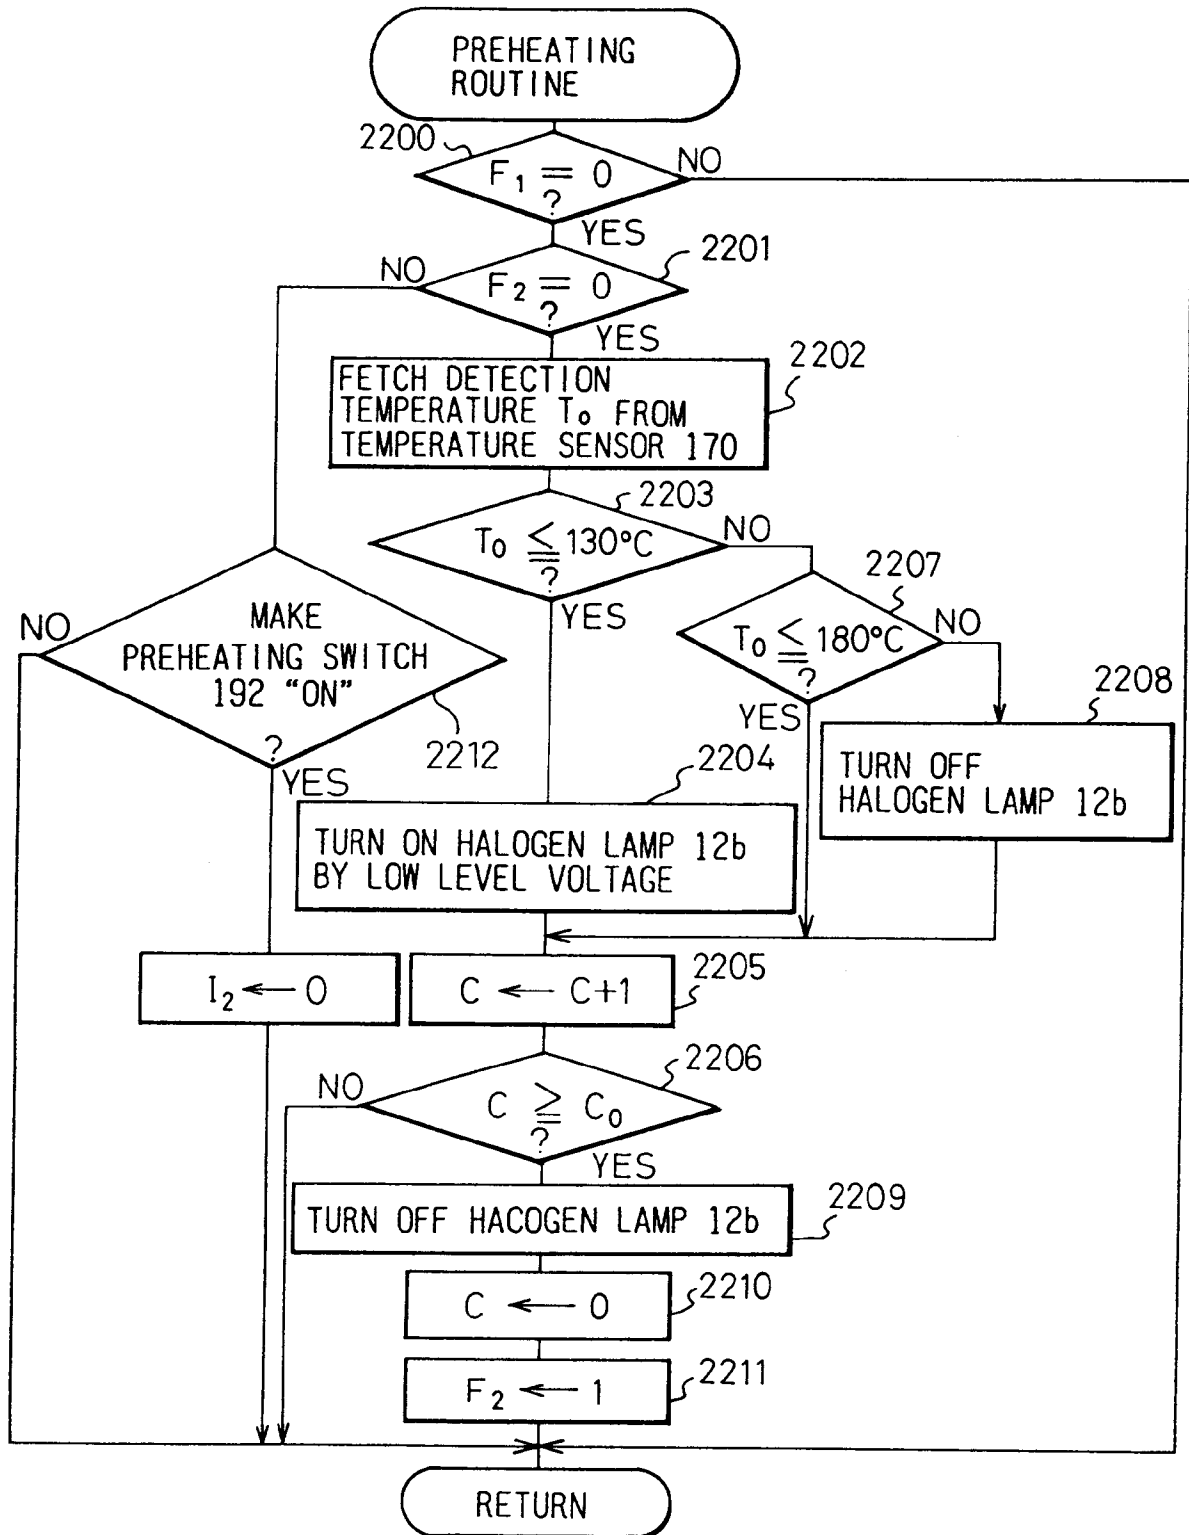 PREHEATING
ROUTINE
2200
F₁ = 0
?
NO
YES
2201
NO
F₂ = 0
?
YES
2202
FETCH DETECTION
TEMPERATURE T₀ FROM
TEMPERATURE SENSOR 170
2203
T₀ ≦ 130°C
?
NO
YES
2207
T₀ ≦ 180°C
?
NO
YES
NO
MAKE
PREHEATING SWITCH
192 “ON”
?
YES
2212
2208
TURN OFF
HALOGEN LAMP 12b
2204
TURN ON HALOGEN LAMP 12b
BY LOW LEVEL VOLTAGE
I₂ ← 0
2205
C ← C+1
2206
NO
C ≧ C₀
?
YES
2209
TURN OFF HACOGEN LAMP 12b
2210
C ← 0
2211
F₂ ← 1
RETURN